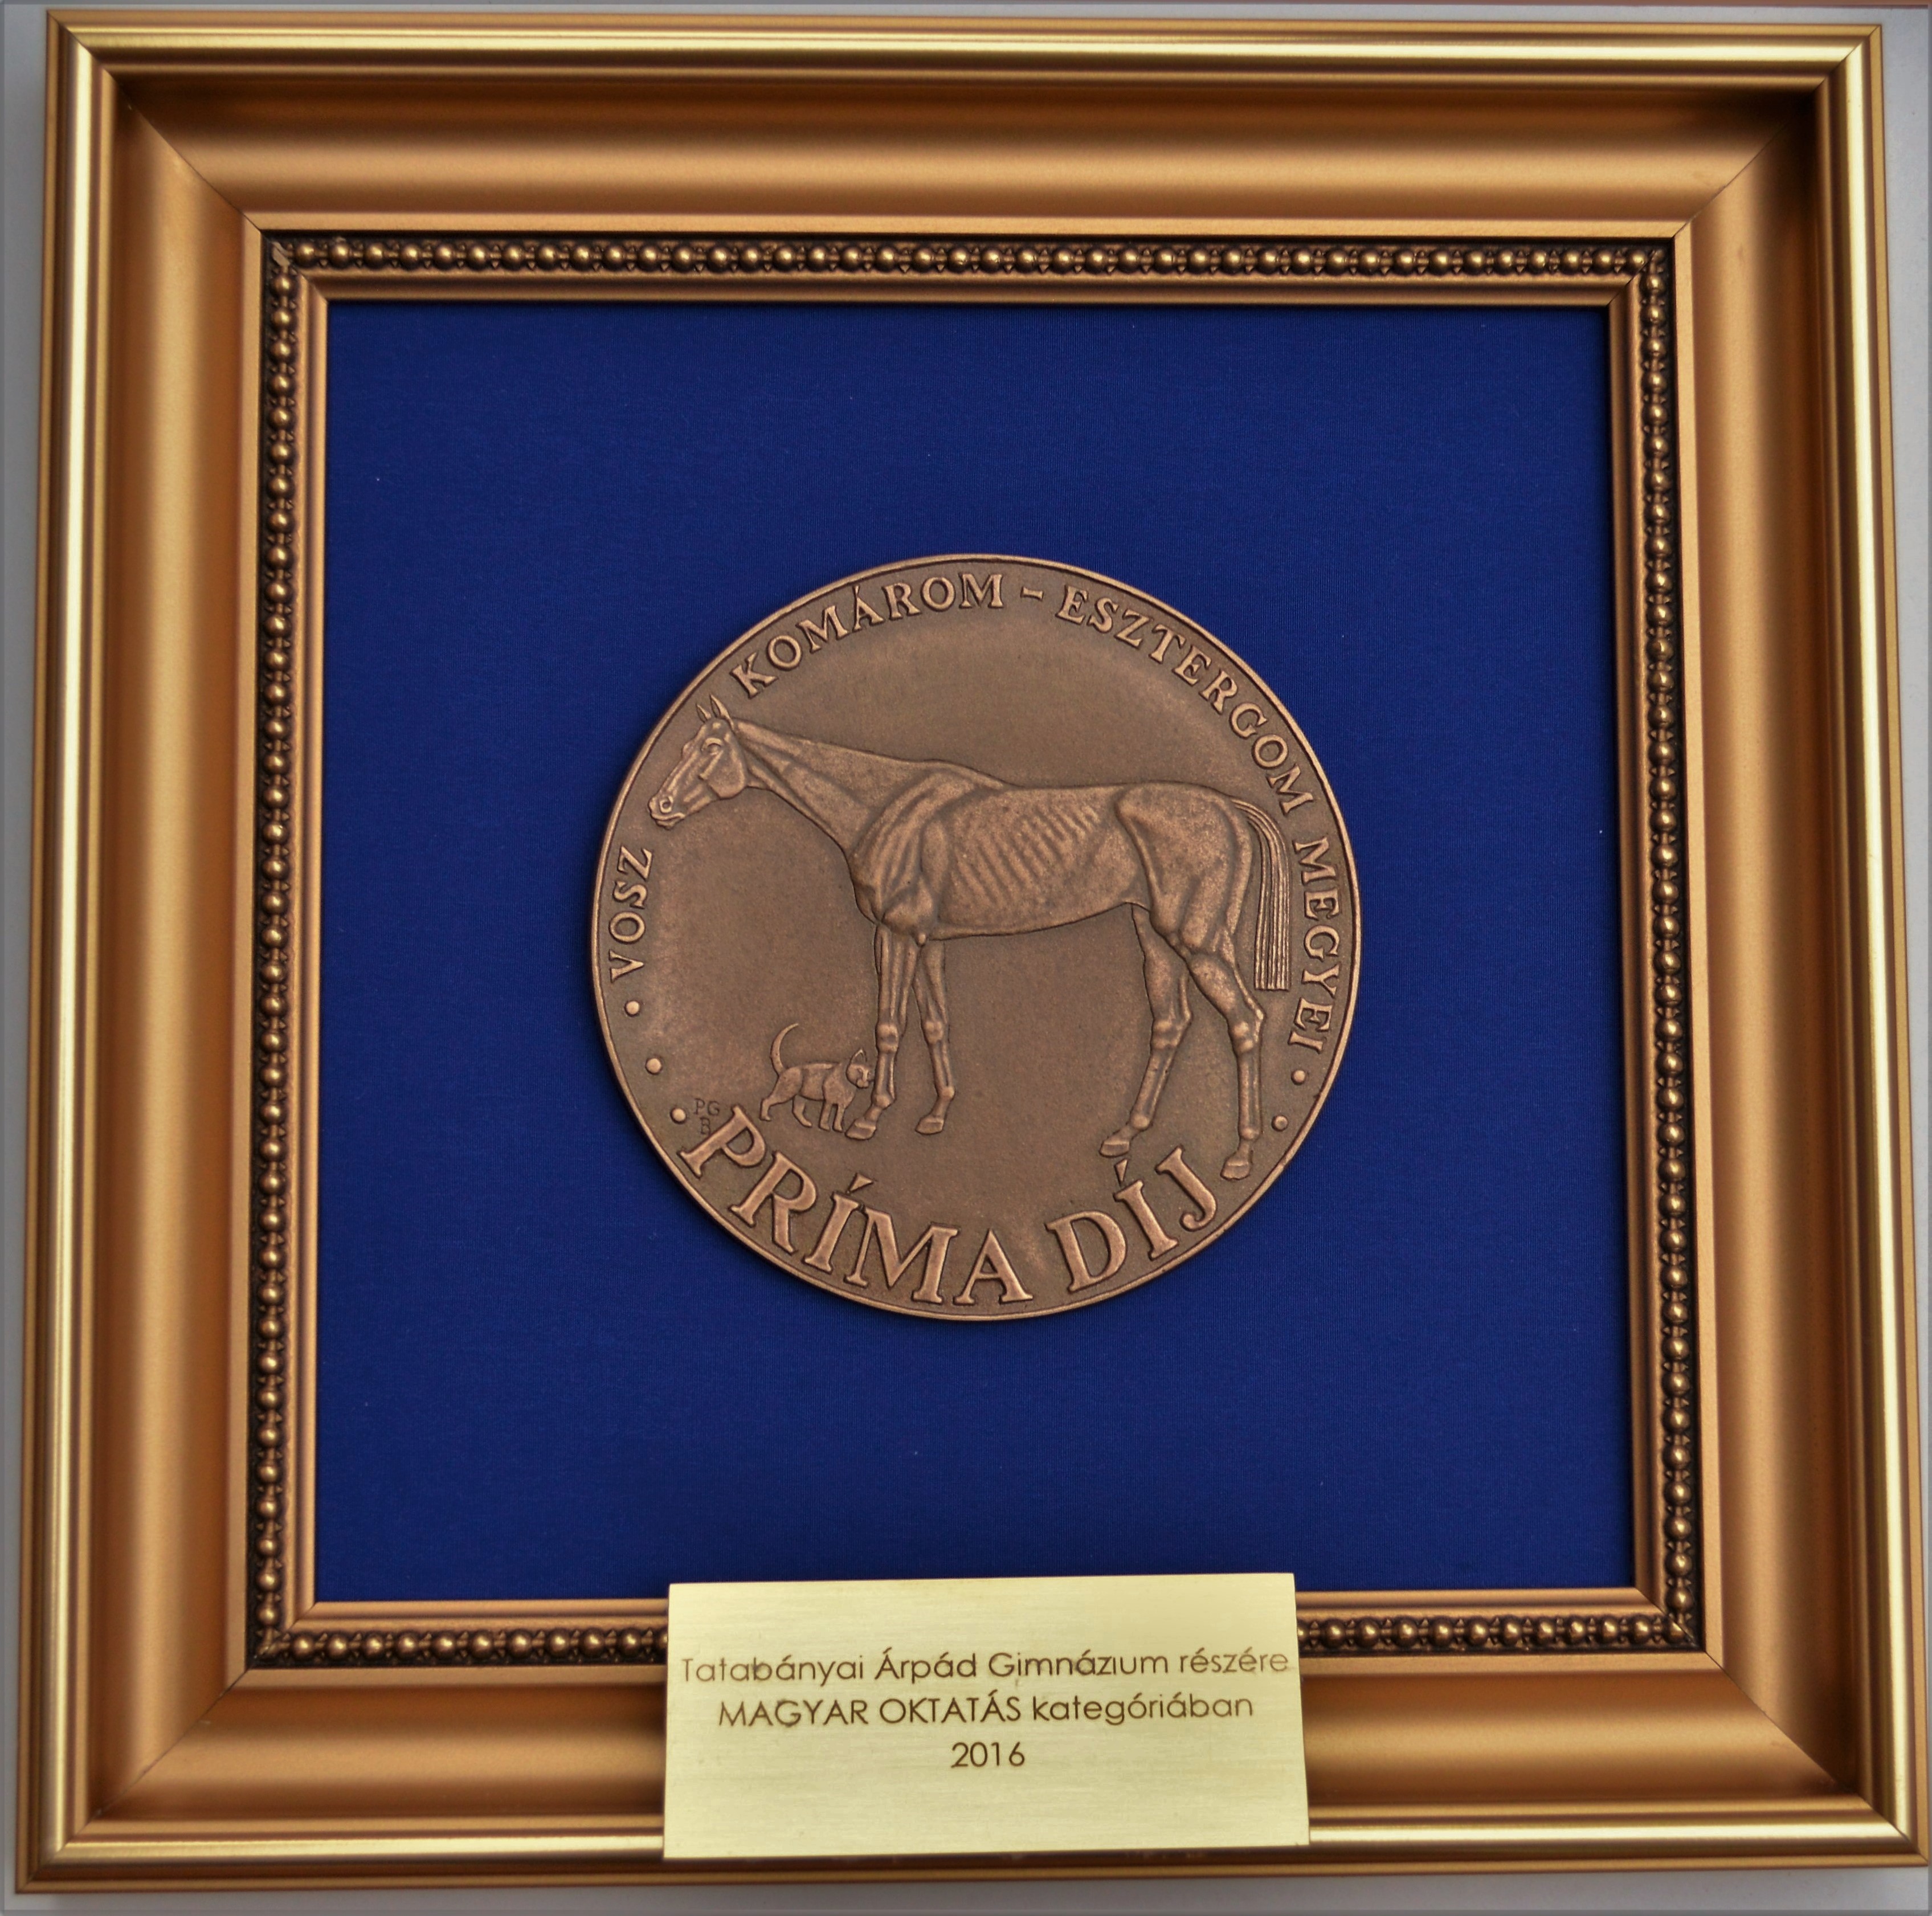 VOSZ KOMÁROM - ESZTERGOM MEGYEI
PG
B
PRÍMA DÍJ
Tatabányai Árpád Gimnázium részére
MAGYAR OKTATÁS kategóriában
2016